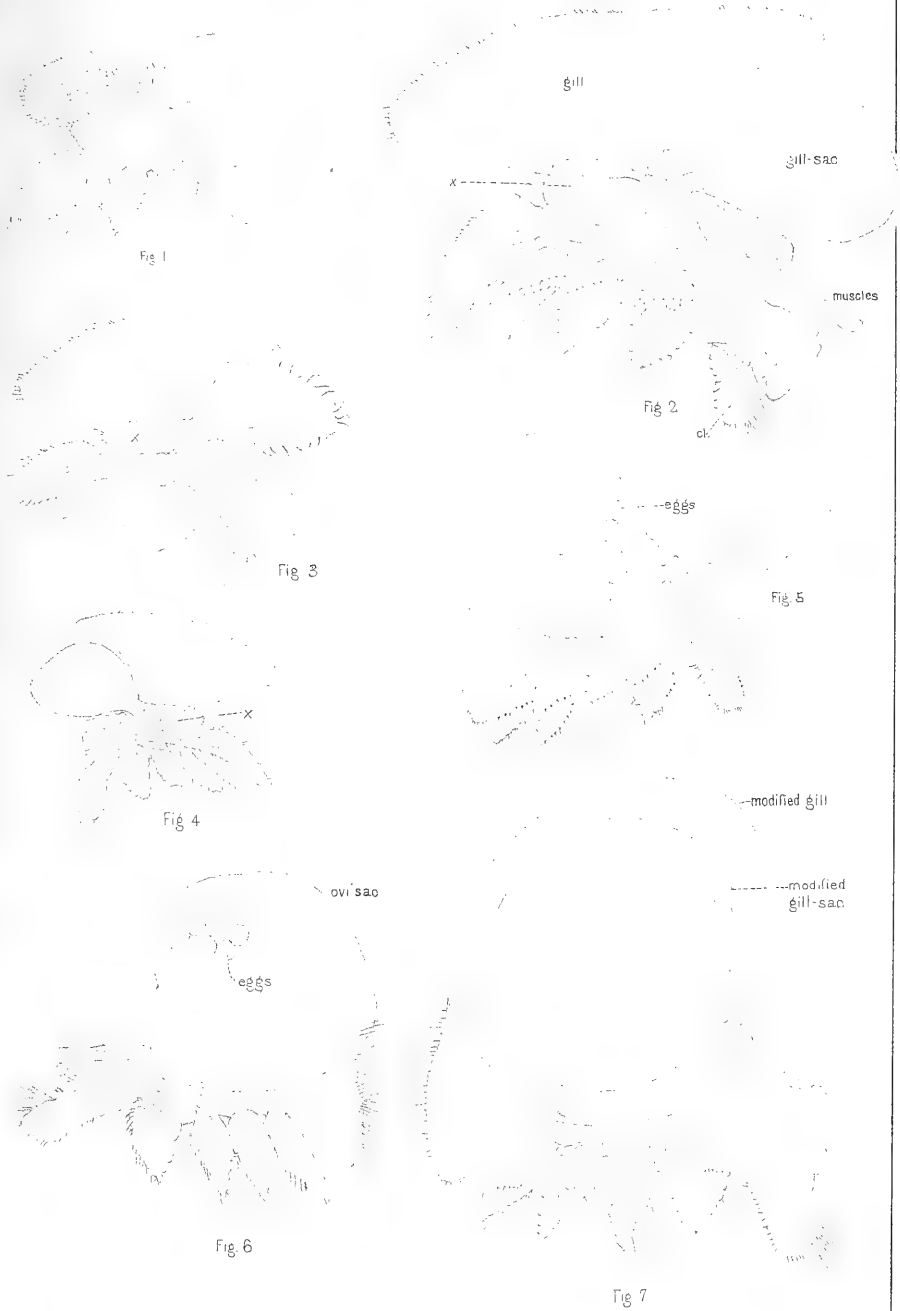 gill
gill-sac
x
Fig 1
muscles
Fig 2
ch.
x
eggs
Fig 3
Fig. 5
x
Fig 4
modified gill
ovi sac
modified
gill-sac
eggs
Fig. 6
Fig 7